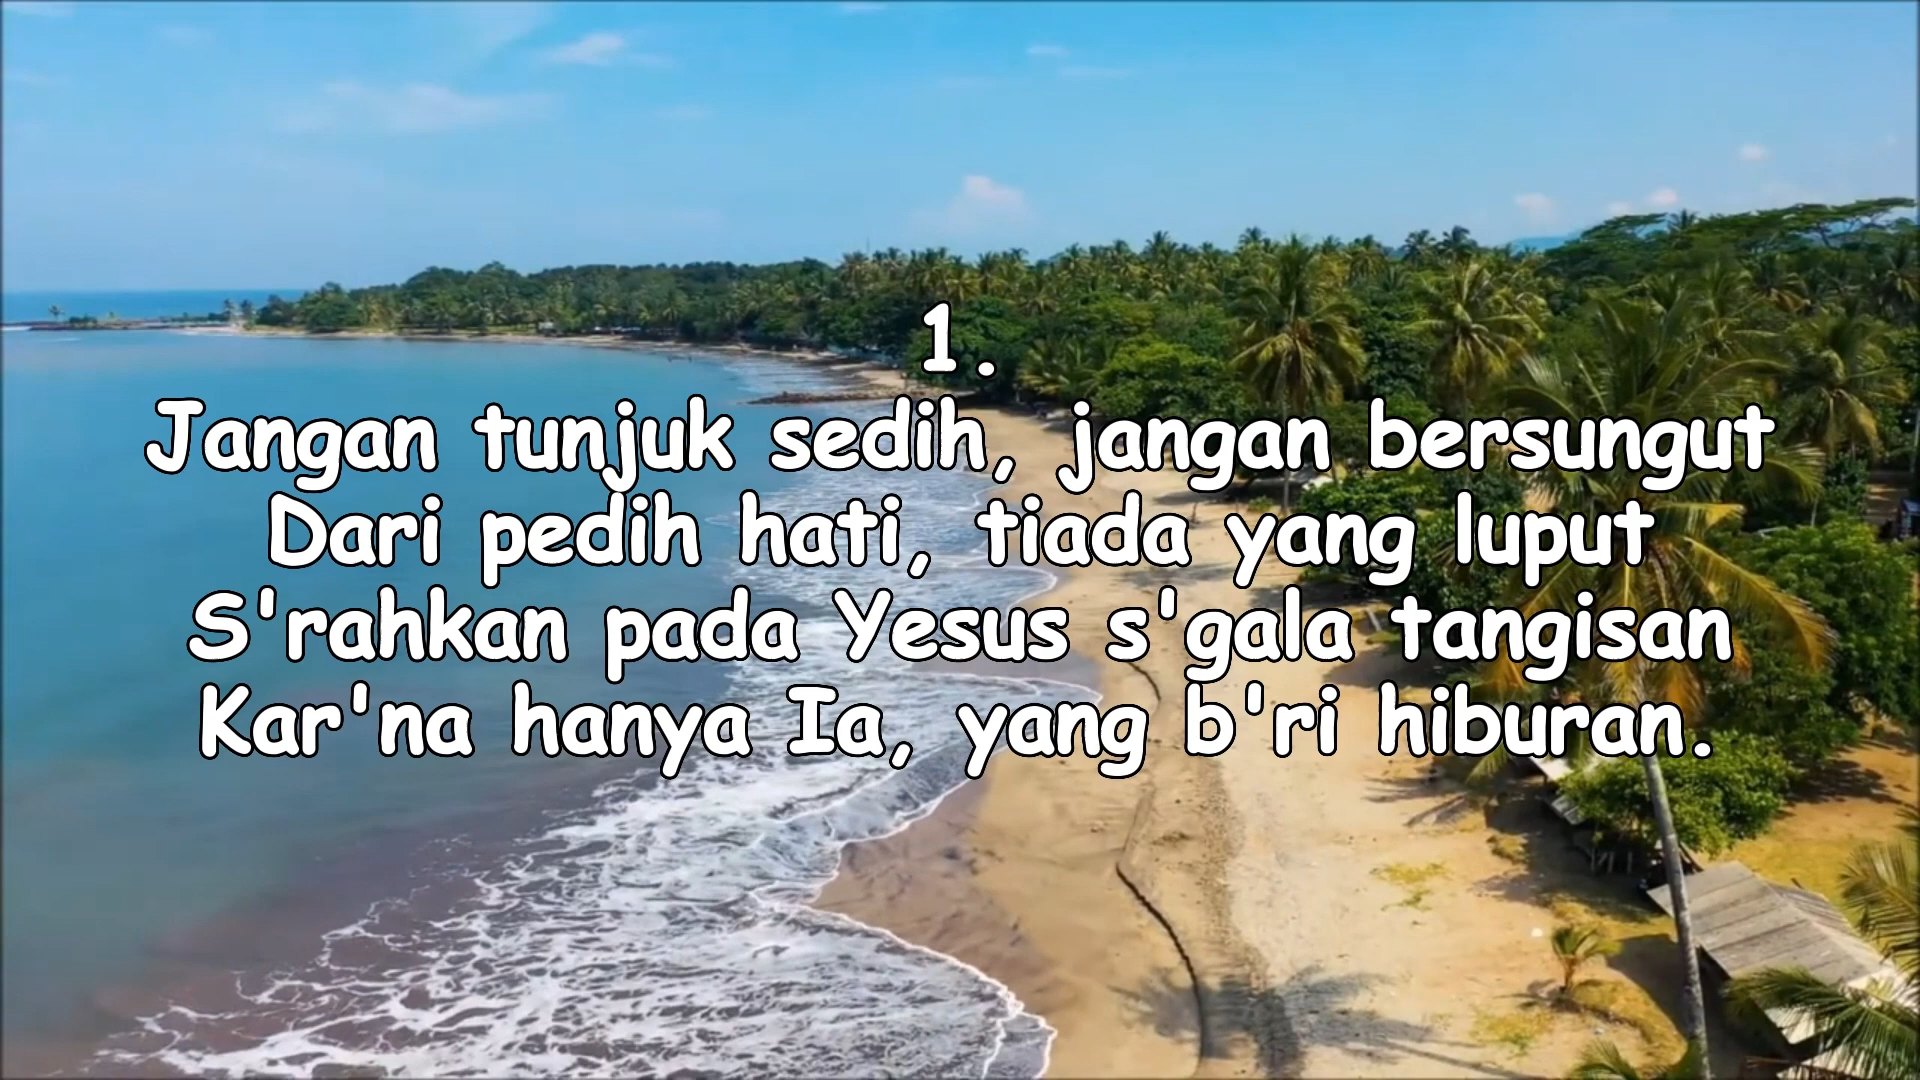 1.
Jangan tunjuk sedih, jangan bersungut
Dari pedih hati, tiada yang luput
S'rahkan pada Yesus s'gala tangisan
Kar'na hanya Ia, yang b'ri hiburan.